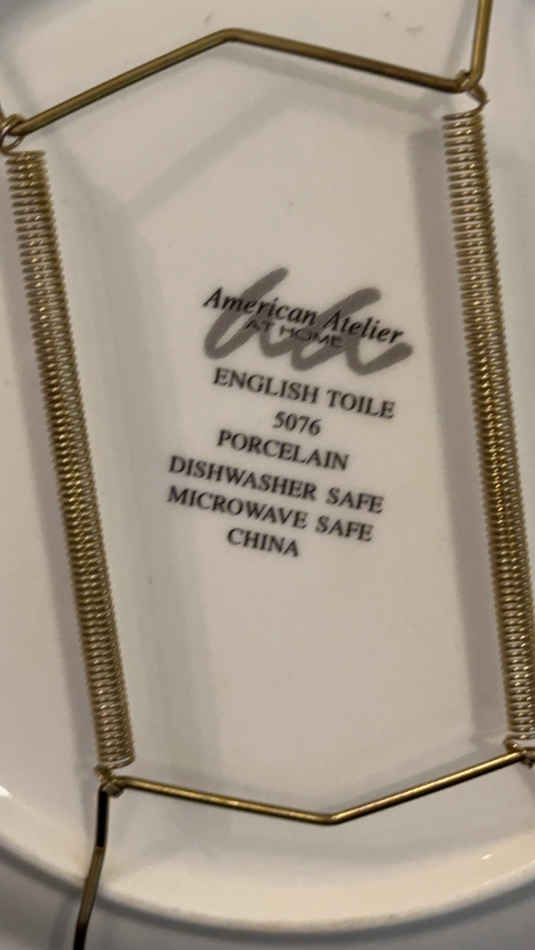 American Atelier
AT HOME
ENGLISH TOILE
5076
PORCELAIN
DISHWASHER SAFE
MICROWAVE SAFE
CHINA